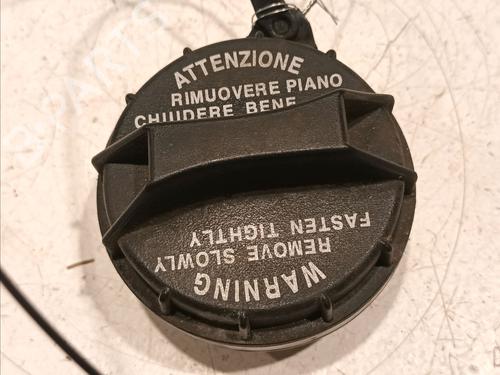 ATTENZIONE
RIMUOVERE PIANO
CHIUDERE BENE
WARNING
REMOVE SLOWLY
FASTEN TIGHTLY